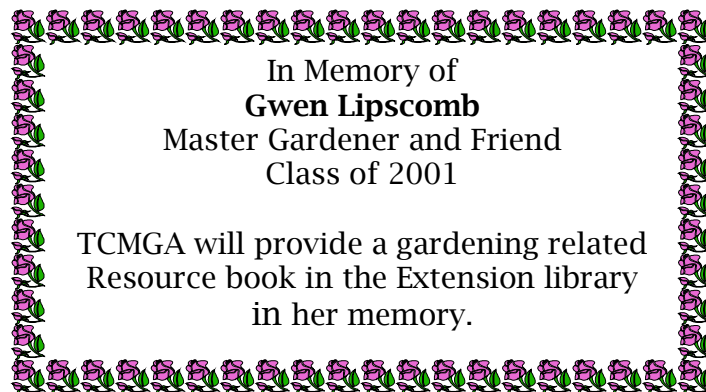 In Memory of
Gwen Lipscomb
Master Gardener and Friend
Class of 2001
TCMGA will provide a gardening related
Resource book in the Extension library
in her memory.